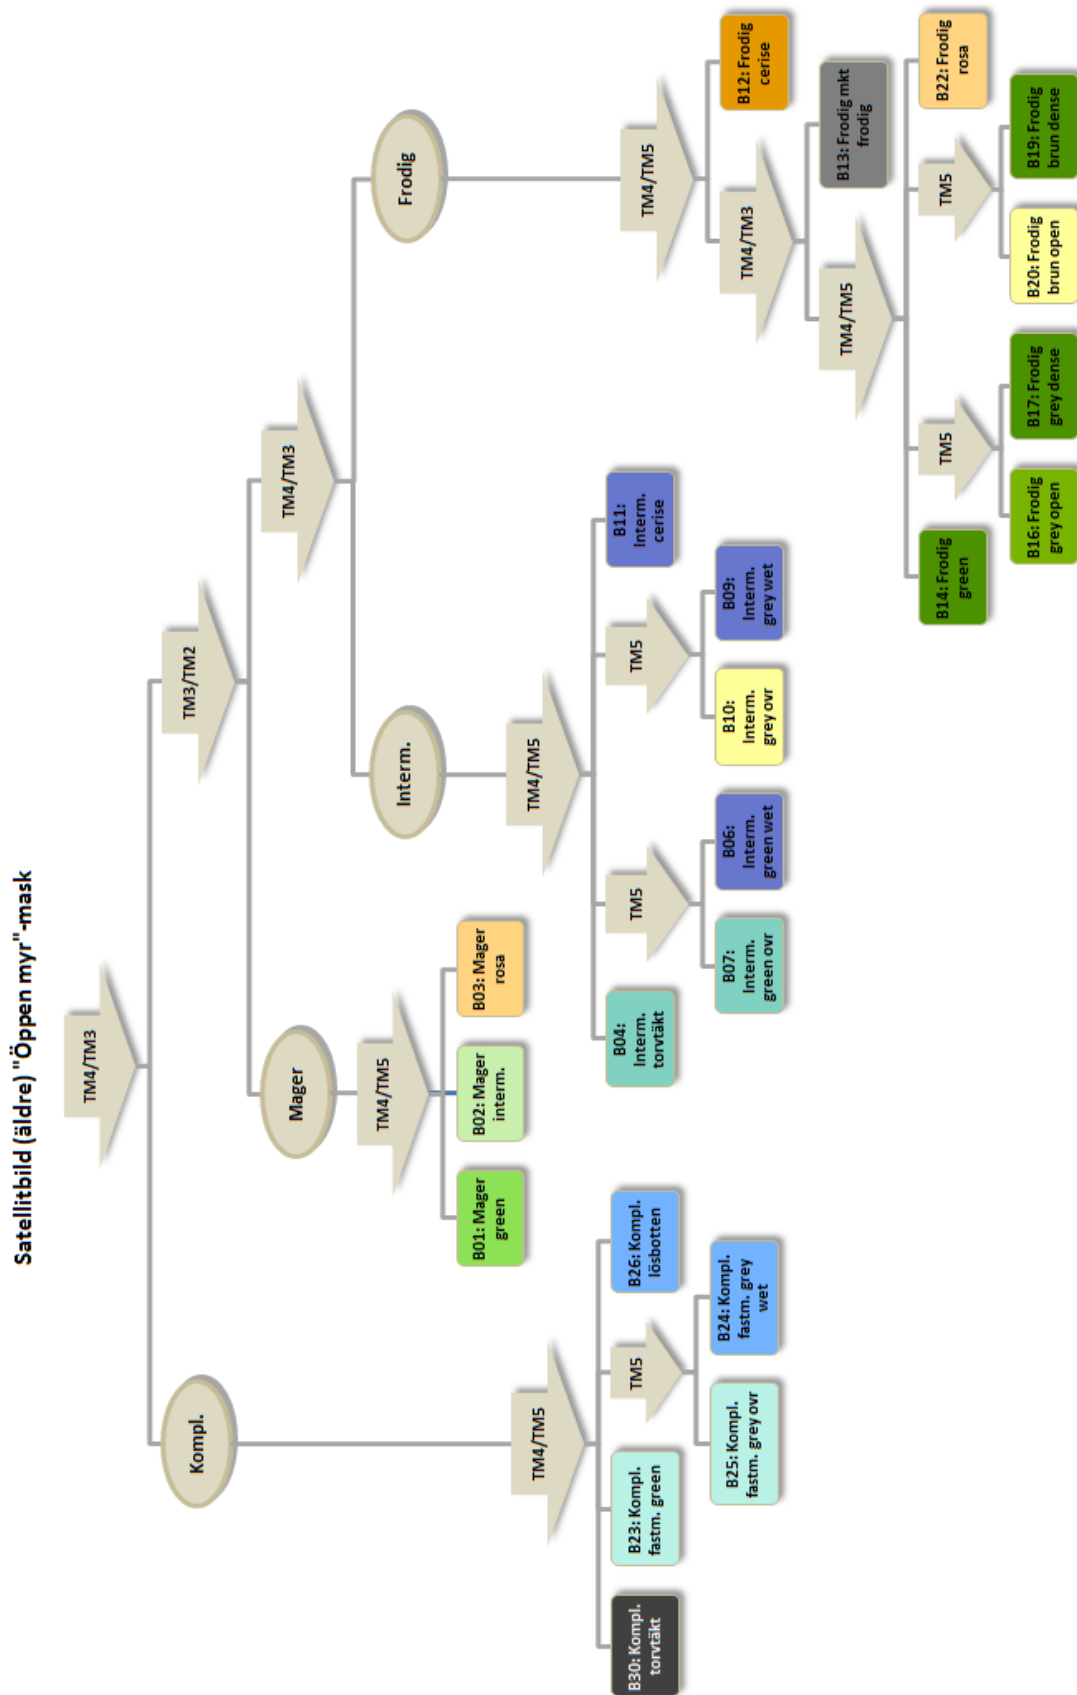 Satellitbild (äldre) "Öppen myr"-mask
TM4/TM3
Kompl.
TM3/TM2
Mager
TM4/TM3
Interm.
Frodig
TM4/TM5
B30: Kompl.
torvtäkt
B23: Kompl.
fastm. green
TM5
B26: Kompl.
lösbotten
B25: Kompl.
fastm. grey ovr
B24: Kompl.
fastm. grey
wet
TM4/TM5
B01: Mager
green
B02: Mager
interm.
B03: Mager
rosa
TM4/TM5
B04:
Interm.
torvtäkt
TM5
TM5
B11:
Interm.
cerise
B07:
Interm.
green ovr
B06:
Interm.
green wet
B10:
Interm.
grey ovr
B09:
Interm.
grey wet
TM4/TM5
TM4/TM3
B12: Frodig
cerise
TM4/TM5
B13: Frodig mkt
frodig
B14: Frodig
green
TM5
TM5
B22: Frodig
rosa
B16: Frodig
grey open
B17: Frodig
grey dense
B20: Frodig
brun open
B19: Frodig
brun dense